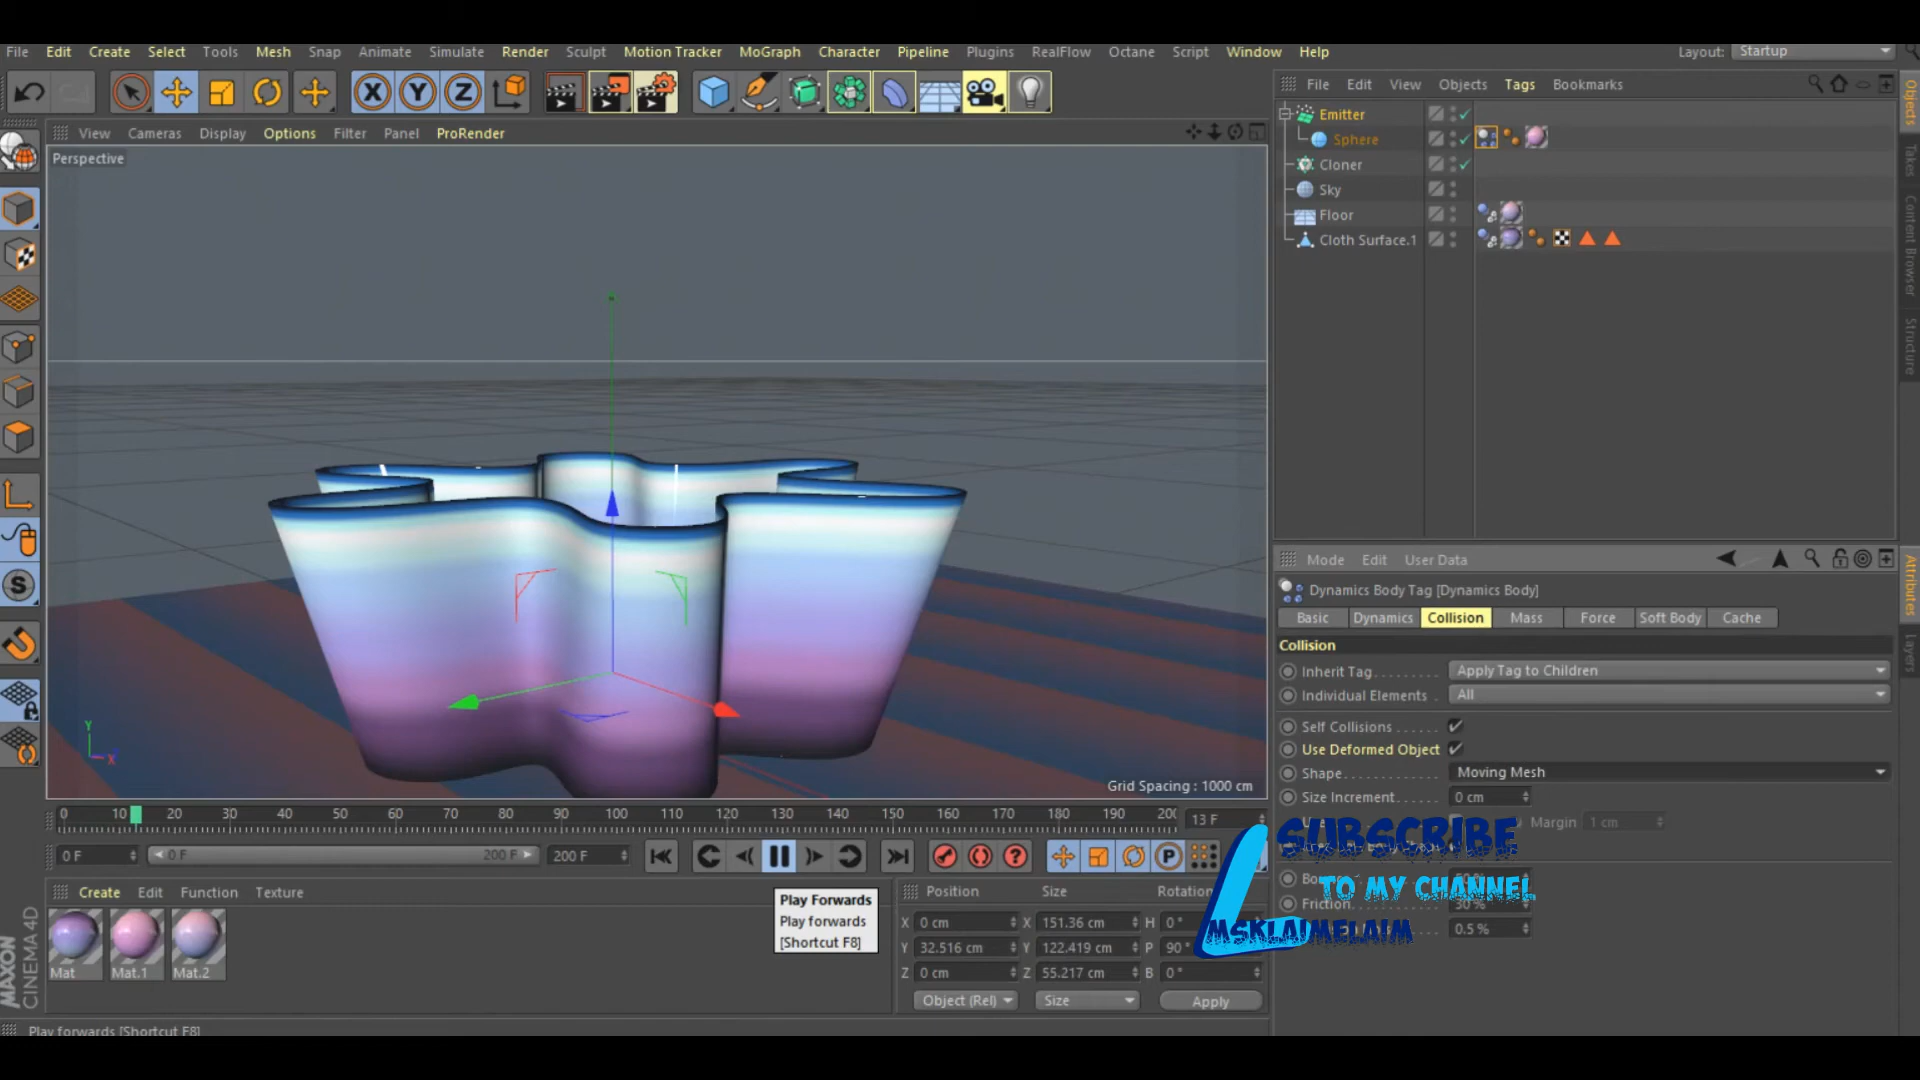 File Edit Create Select Tools Mesh Snap Animate Simulate Render Sculpt Motion Tracker MoGraph Character Pipeline Plugins RealFlow Octane Script Window Help Layout: Startup
File Edit View Objects Tags Bookmarks
View Cameras Display Options Filter Panel ProRender
Perspective
Emitter
Sphere
Cloner
Sky
Floor
Cloth Surface.1
Objects
Takes
Content Browser
Structure
Mode Edit User Data
Dynamics Body Tag [Dynamics Body]
Basic Dynamics Collision Mass Force Soft Body Cache
Collision
Inherit Tag Apply Tag to Children
Individual Elements All
Self Collisions
Use Deformed Object
Shape Moving Mesh
Size Increment 0 cm
Margin 1 cm
Friction 30 %
0.5 %
Attributes
Layers
Y
X
Grid Spacing : 1000 cm
0 10 20 30 40 50 60 70 80 90 100 110 120 130 140 150 160 170 180 190 200 13 F
0 F 0 F 200 F 200 F
Create Edit Function Texture
Mat Mat.1 Mat.2
Play Forwards
Play forwards
[Shortcut F8]
Position Size Rotation
X 0 cm X 151.36 cm H 0 °
Y 32.516 cm Y 122.419 cm P 90 °
Z 0 cm Z 55.217 cm B 0 °
Object (Rel) Size Apply
SUBSCRIBE
TO MY CHANNEL
MSKLAIMELAIM
MAXON
CINEMA 4D
Play forwards [Shortcut F8]